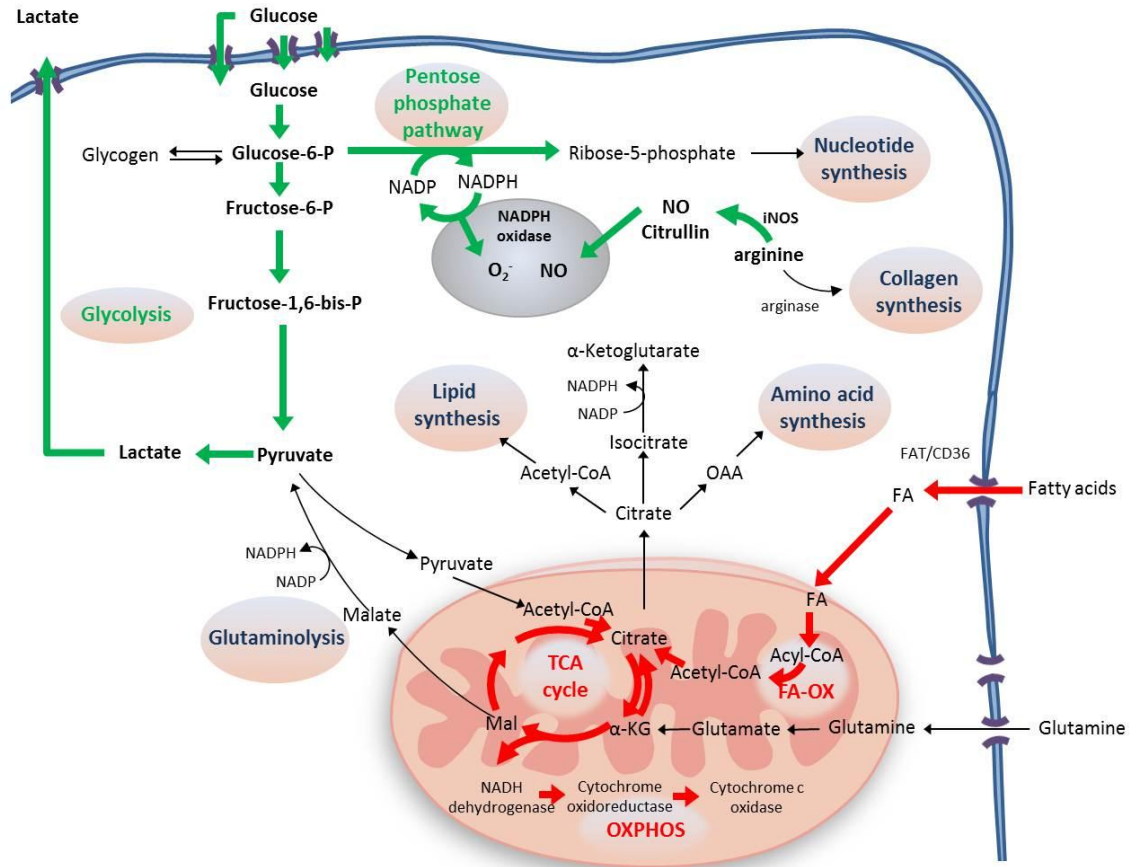 Lactate
Glucose
Glucose
Pentose
phosphate
pathway
Glycogen
Glucose-6-P
Ribose-5-phosphate
Nucleotide
synthesis
NADP
NADPH
Fructose-6-P
NADPH
oxidase
O₂⁻
NO
NO
Citrullin
iNOS
arginine
arginase
Collagen
synthesis
Glycolysis
Fructose-1,6-bis-P
α-Ketoglutarate
NADPH
NADP
Lipid
synthesis
Amino acid
synthesis
Isocitrate
Lactate
Pyruvate
Acetyl-CoA
OAA
Citrate
FAT/CD36
FA
Fatty acids
NADPH
NADP
Pyruvate
Malate
Glutaminolysis
Acetyl-CoA
Citrate
FA
Acyl-CoA
Acetyl-CoA
FA-OX
TCA
cycle
Mal
α-KG
Glutamate
Glutamine
Glutamine
NADH
dehydrogenase
Cytochrome
oxidoreductase
Cytochrome c
oxidase
OXPHOS